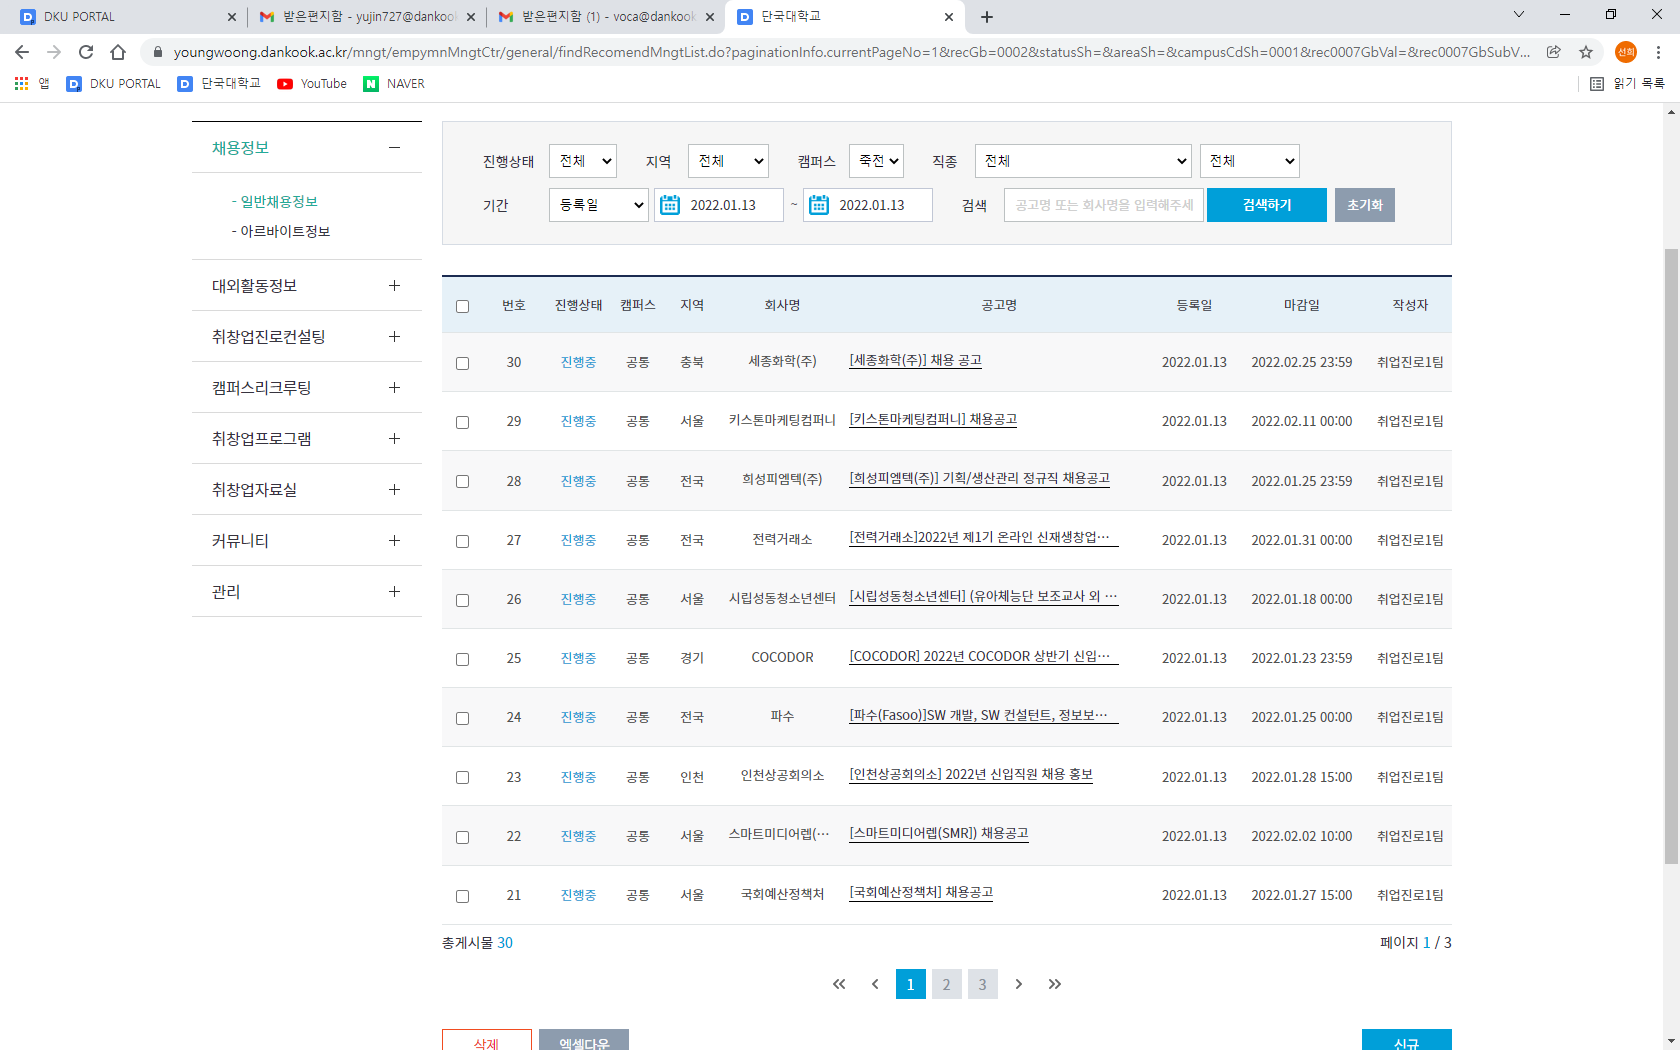 DKU PORTAL
받은편지함 - yujin727@dankook
받은편지함 (1) - voca@dankook
단국대학교
youngwoong.dankook.ac.kr/mngt/empymnMngtCtr/general/findRecomendMngtList.do?paginationInfo.currentPageNo=1&recGb=0002&statusSh=&areaSh=&campusCdSh=0001&rec0007GbVal=&rec0007GbSubV...
선희
앱 DKU PORTAL 단국대학교 YouTube NAVER 읽기 목록
채용정보
- 일반채용정보
- 아르바이트정보
대외활동정보
취창업진로컨설팅
캠퍼스리크루팅
취창업프로그램
취창업자료실
커뮤니티
관리
진행상태 전체 지역 전체 캠퍼스 죽전 직종 전체 전체
기간 등록일 2022.01.13 ~ 2022.01.13 검색 공고명 또는 회사명을 입력해주세 검색하기 초기화
번호 진행상태 캠퍼스 지역 회사명 공고명 등록일 마감일 작성자
30 진행중 공통 충북 세종화학(주) [세종화학(주)] 채용 공고 2022.01.13 2022.02.25 23:59 취업진로1팀
29 진행중 공통 서울 키스톤마케팅컴퍼니 [키스톤마케팅컴퍼니] 채용공고 2022.01.13 2022.02.11 00:00 취업진로1팀
28 진행중 공통 전국 희성피엠텍(주) [희성피엠텍(주)] 기획/생산관리 정규직 채용공고 2022.01.13 2022.01.25 23:59 취업진로1팀
27 진행중 공통 전국 전력거래소 [전력거래소]2022년 제1기 온라인 신재생창업… 2022.01.13 2022.01.31 00:00 취업진로1팀
26 진행중 공통 서울 시립성동청소년센터 [시립성동청소년센터] (유아체능단 보조교사 외 … 2022.01.13 2022.01.18 00:00 취업진로1팀
25 진행중 공통 경기 COCODOR [COCODOR] 2022년 COCODOR 상반기 신입… 2022.01.13 2022.01.23 23:59 취업진로1팀
24 진행중 공통 전국 파수 [파수(Fasoo)]SW 개발, SW 컨설턴트, 정보보… 2022.01.13 2022.01.25 00:00 취업진로1팀
23 진행중 공통 인천 인천상공회의소 [인천상공회의소] 2022년 신입직원 채용 홍보 2022.01.13 2022.01.28 15:00 취업진로1팀
22 진행중 공통 서울 스마트미디어렙(… [스마트미디어렙(SMR)] 채용공고 2022.01.13 2022.02.02 10:00 취업진로1팀
21 진행중 공통 서울 국회예산정책처 [국회예산정책처] 채용공고 2022.01.13 2022.01.27 15:00 취업진로1팀
총게시물 30 페이지 1 / 3
1 2 3
삭제 엑셀다운 신규